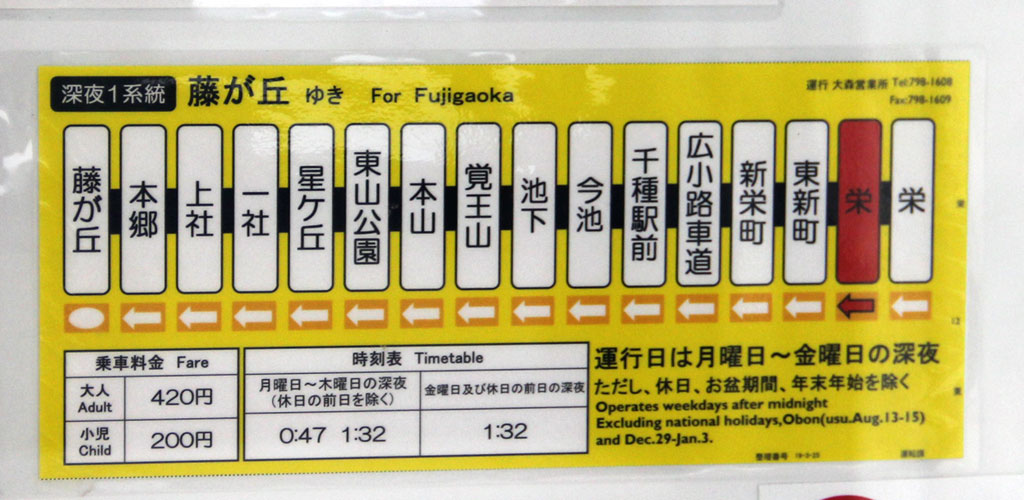 深夜1系統 藤が丘 ゆき For Fujigaoka
運行 大森営業所 Tel:798-1608
Fax:798-1609
藤が丘
本郷
上社
一社
星ケ丘
東山公園
本山
覚王山
池下
今池
千種駅前
広小路車道
新栄町
東新町
栄
栄
乗車料金 Fare
大人 Adult 420円
小児 Child 200円
時刻表 Timetable
月曜日～木曜日の深夜
(休日の前日を除く)
金曜日及び休日の前日の深夜
0:47 1:32
1:32
運行日は月曜日～金曜日の深夜
ただし、休日、お盆期間、年末年始を除く
Operates weekdays after midnight
Excluding national holidays,Obon(usu.Aug.13-15)
and Dec.29-Jan.3.
整理番号 19-3-25
12